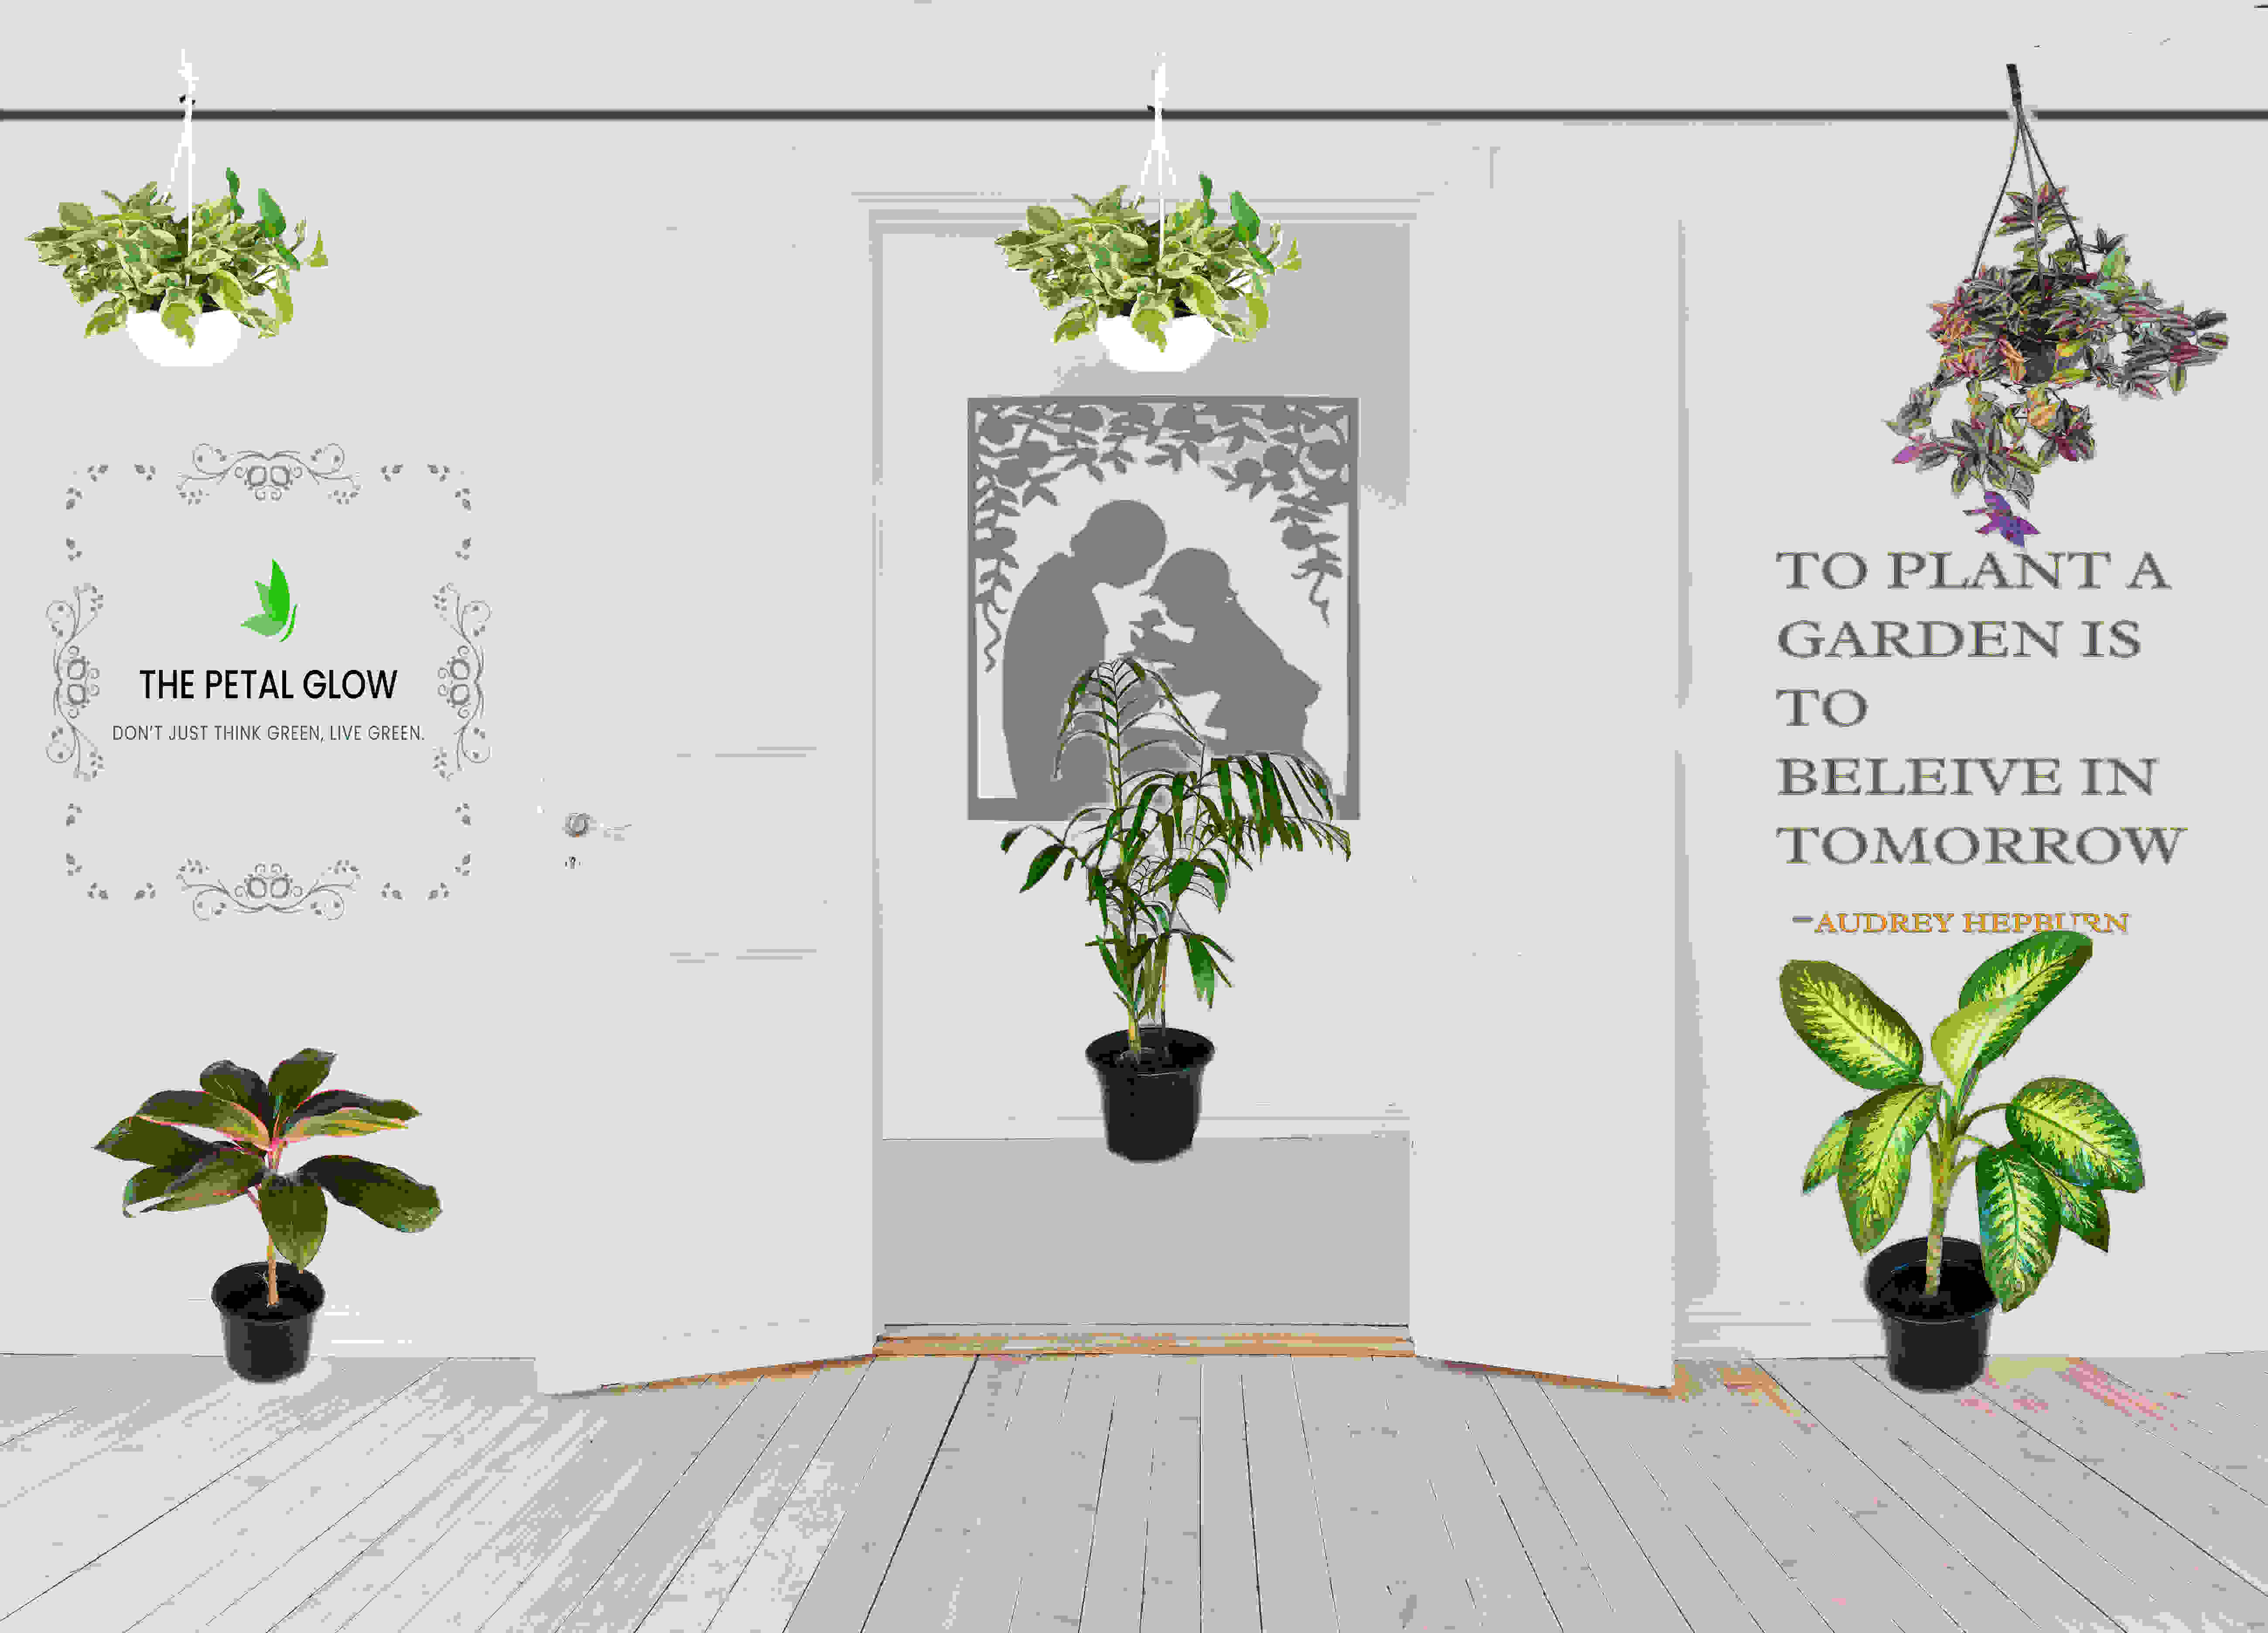 THE PETAL GLOW
DON'T JUST THINK GREEN, LIVE GREEN.
TO PLANT A
GARDEN IS
TO
BELEIVE IN
TOMORROW
-AUDREY HEPBURN